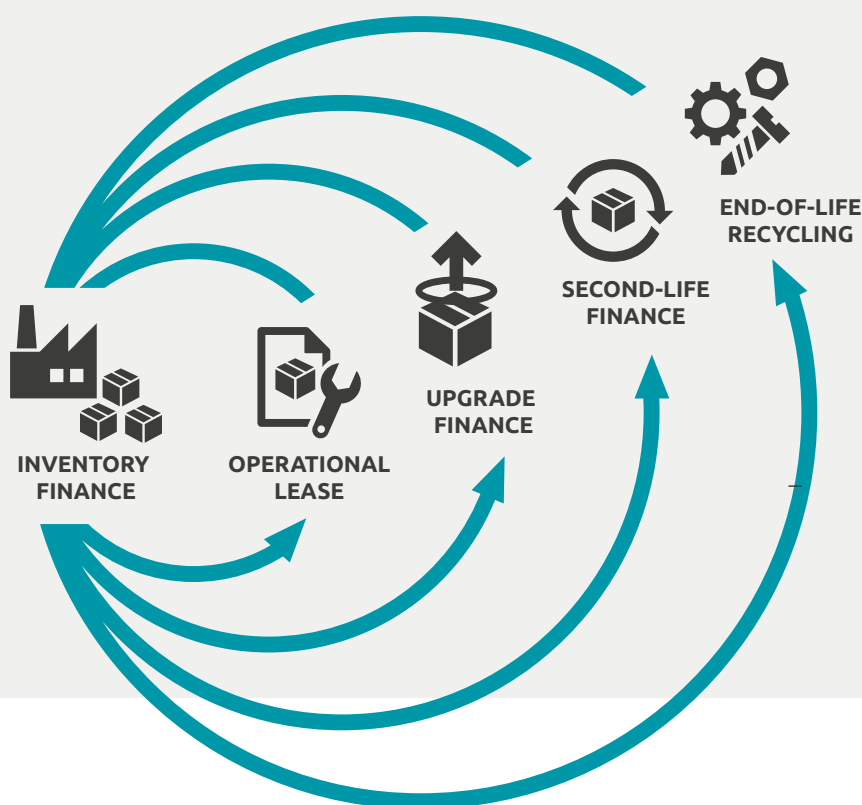 END-OF-LIFE
RECYCLING
SECOND-LIFE
FINANCE
UPGRADE
FINANCE
INVENTORY
FINANCE
OPERATIONAL
LEASE